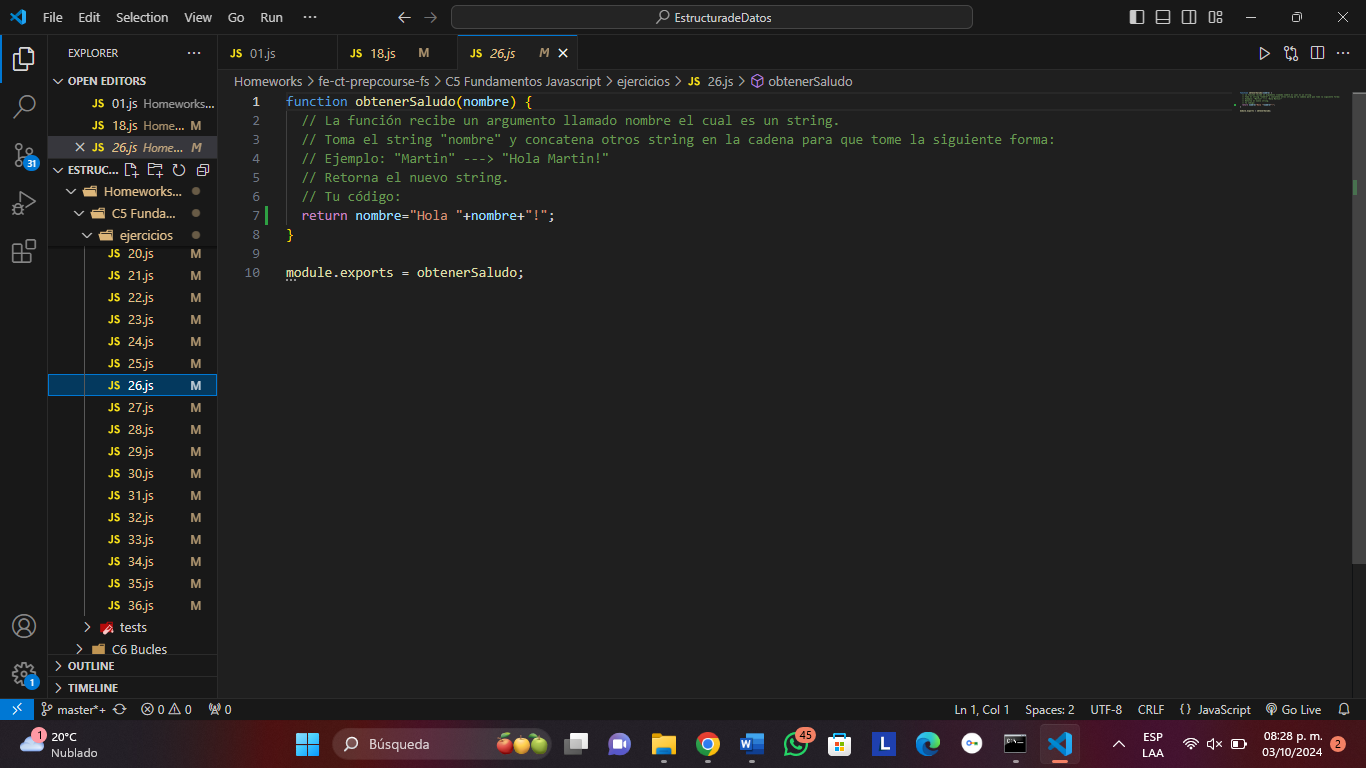 File Edit Selection View Go Run ···
EstructuradeDatos
EXPLORER ···
OPEN EDITORS
JS 01.js Homeworks...
JS 18.js Home... M
JS 26.js Home... M
ESTRUC...
Homeworks...
C5 Funda...
ejercicios
JS 20.js M
JS 21.js M
JS 22.js M
JS 23.js M
JS 24.js M
JS 25.js M
JS 26.js M
JS 27.js M
JS 28.js M
JS 29.js M
JS 30.js M
JS 31.js M
JS 32.js M
JS 33.js M
JS 34.js M
JS 35.js M
JS 36.js M
tests
C6 Bucles
OUTLINE
TIMELINE
31
1
JS 01.js JS 18.js M JS 26.js M
Homeworks > fe-ct-prepcourse-fs > C5 Fundamentos Javascript > ejercicios > JS 26.js > obtenerSaludo
1 function obtenerSaludo(nombre) {
2 // La función recibe un argumento llamado nombre el cual es un string.
3 // Toma el string "nombre" y concatena otros string en la cadena para que tome la siguiente forma:
4 // Ejemplo: "Martin" ---> "Hola Martin!"
5 // Retorna el nuevo string.
6 // Tu código:
7 return nombre="Hola "+nombre+"!";
8 }
9
10 module.exports = obtenerSaludo;
master*+ 0 0 0 Ln 1, Col 1 Spaces: 2 UTF-8 CRLF {} JavaScript Go Live
1 20°C
Nublado
Búsqueda
45
L
ESP
LAA
08:28 p. m.
03/10/2024
2